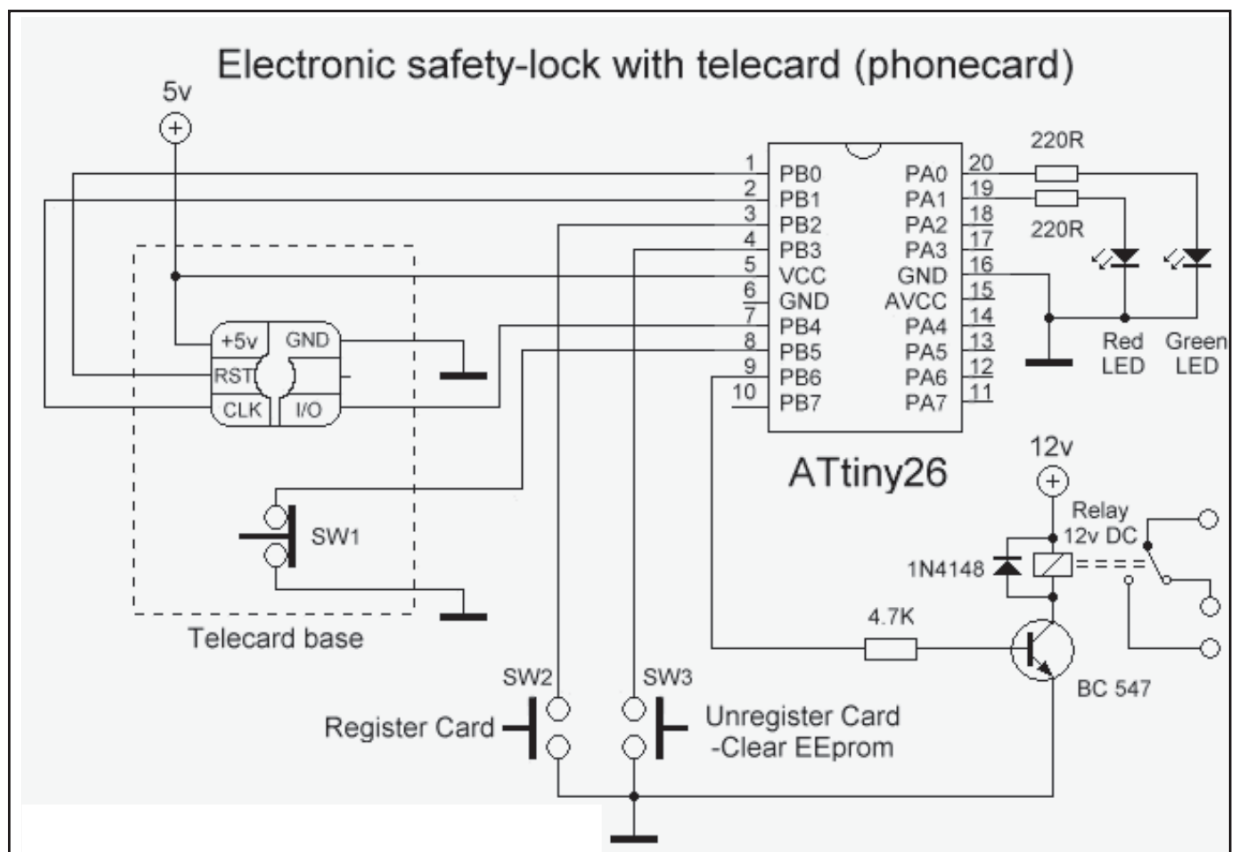 Electronic safety-lock with telecard (phonecard)
5v
+5v
GND
RST
CLK
I/O
SW1
Telecard base
1
2
3
4
5
6
7
8
9
10
PB0
PB1
PB2
PB3
VCC
GND
PB4
PB5
PB6
PB7
PA0
PA1
PA2
PA3
GND
AVCC
PA4
PA5
PA6
PA7
20
19
18
17
16
15
14
13
12
11
ATtiny26
220R
220R
Red
LED
Green
LED
12v
Relay
12v DC
1N4148
4.7K
BC 547
SW2
Register Card
SW3
Unregister Card
-Clear EEprom